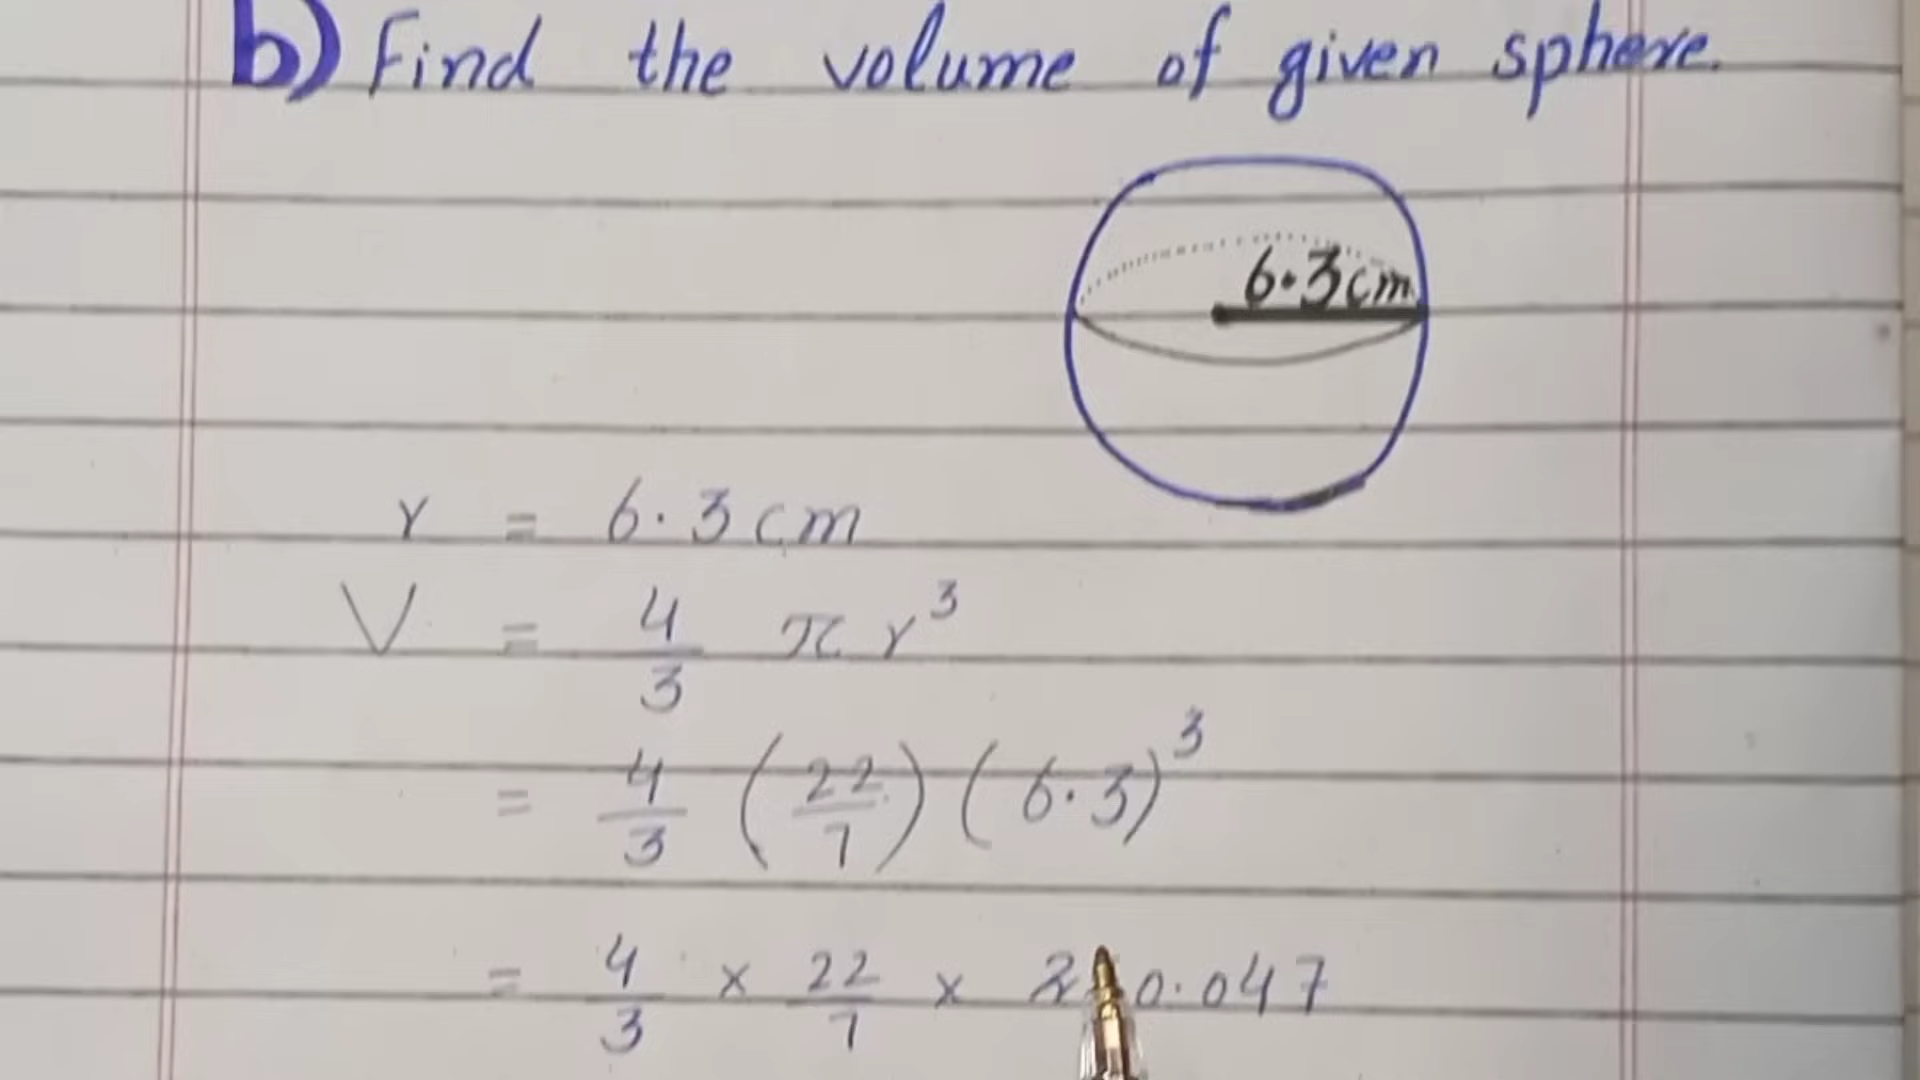 b) Find the volume of given sphere.
6.3cm
r = 6.3 cm
V = 4/3 π r³
= 4/3 (22/7) (6.3)³
= 4/3 × 22/7 ×